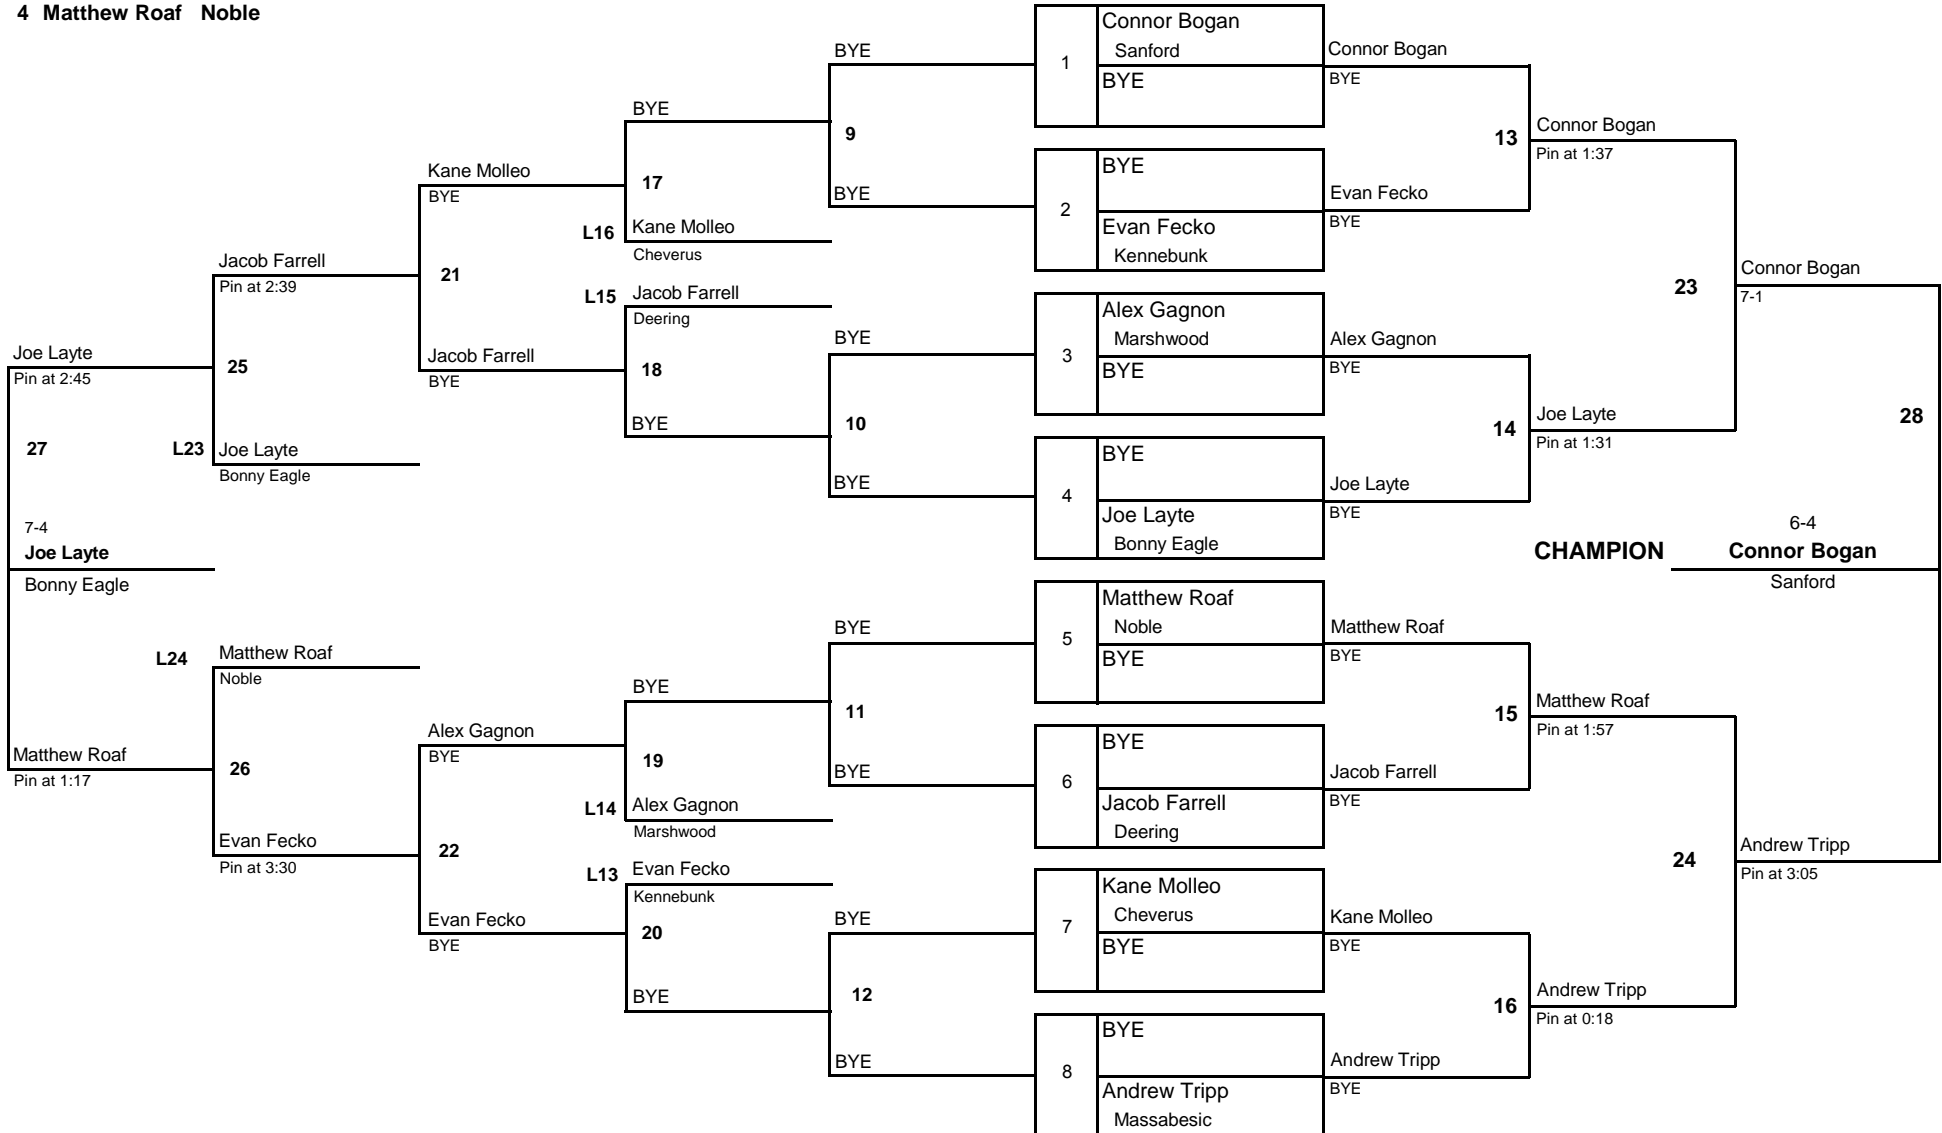 4 Matthew Roaf Noble
Connor Bogan
Sanford
1
BYE
Connor Bogan
BYE
BYE
2
Evan Fecko
Kennebunk
Evan Fecko
BYE
Alex Gagnon
Marshwood
3
BYE
Alex Gagnon
BYE
BYE
4
Joe Layte
Bonny Eagle
Joe Layte
BYE
Matthew Roaf
Noble
5
BYE
Matthew Roaf
BYE
BYE
6
Jacob Farrell
Deering
Jacob Farrell
BYE
Kane Molleo
Cheverus
7
BYE
Kane Molleo
BYE
BYE
8
Andrew Tripp
Massabesic
Andrew Tripp
BYE
13
Connor Bogan
Pin at 1:37
14
Joe Layte
Pin at 1:31
15
Matthew Roaf
Pin at 1:57
16
Andrew Tripp
Pin at 0:18
23
Connor Bogan
7-1
24
Andrew Tripp
Pin at 3:05
28
6-4
CHAMPION Connor Bogan
Sanford
BYE
9
BYE
BYE
10
BYE
BYE
11
BYE
BYE
12
BYE
BYE
17
L16 Kane Molleo
Cheverus
L15 Jacob Farrell
Deering
18
BYE
BYE
19
L14 Alex Gagnon
Marshwood
L13 Evan Fecko
Kennebunk
20
BYE
Kane Molleo
BYE
21
Jacob Farrell
BYE
Alex Gagnon
BYE
22
Evan Fecko
BYE
Jacob Farrell
Pin at 2:39
25
L23 Joe Layte
Bonny Eagle
L24 Matthew Roaf
Noble
26
Evan Fecko
Pin at 3:30
Joe Layte
Pin at 2:45
27
7-4
Joe Layte
Bonny Eagle
Matthew Roaf
Pin at 1:17